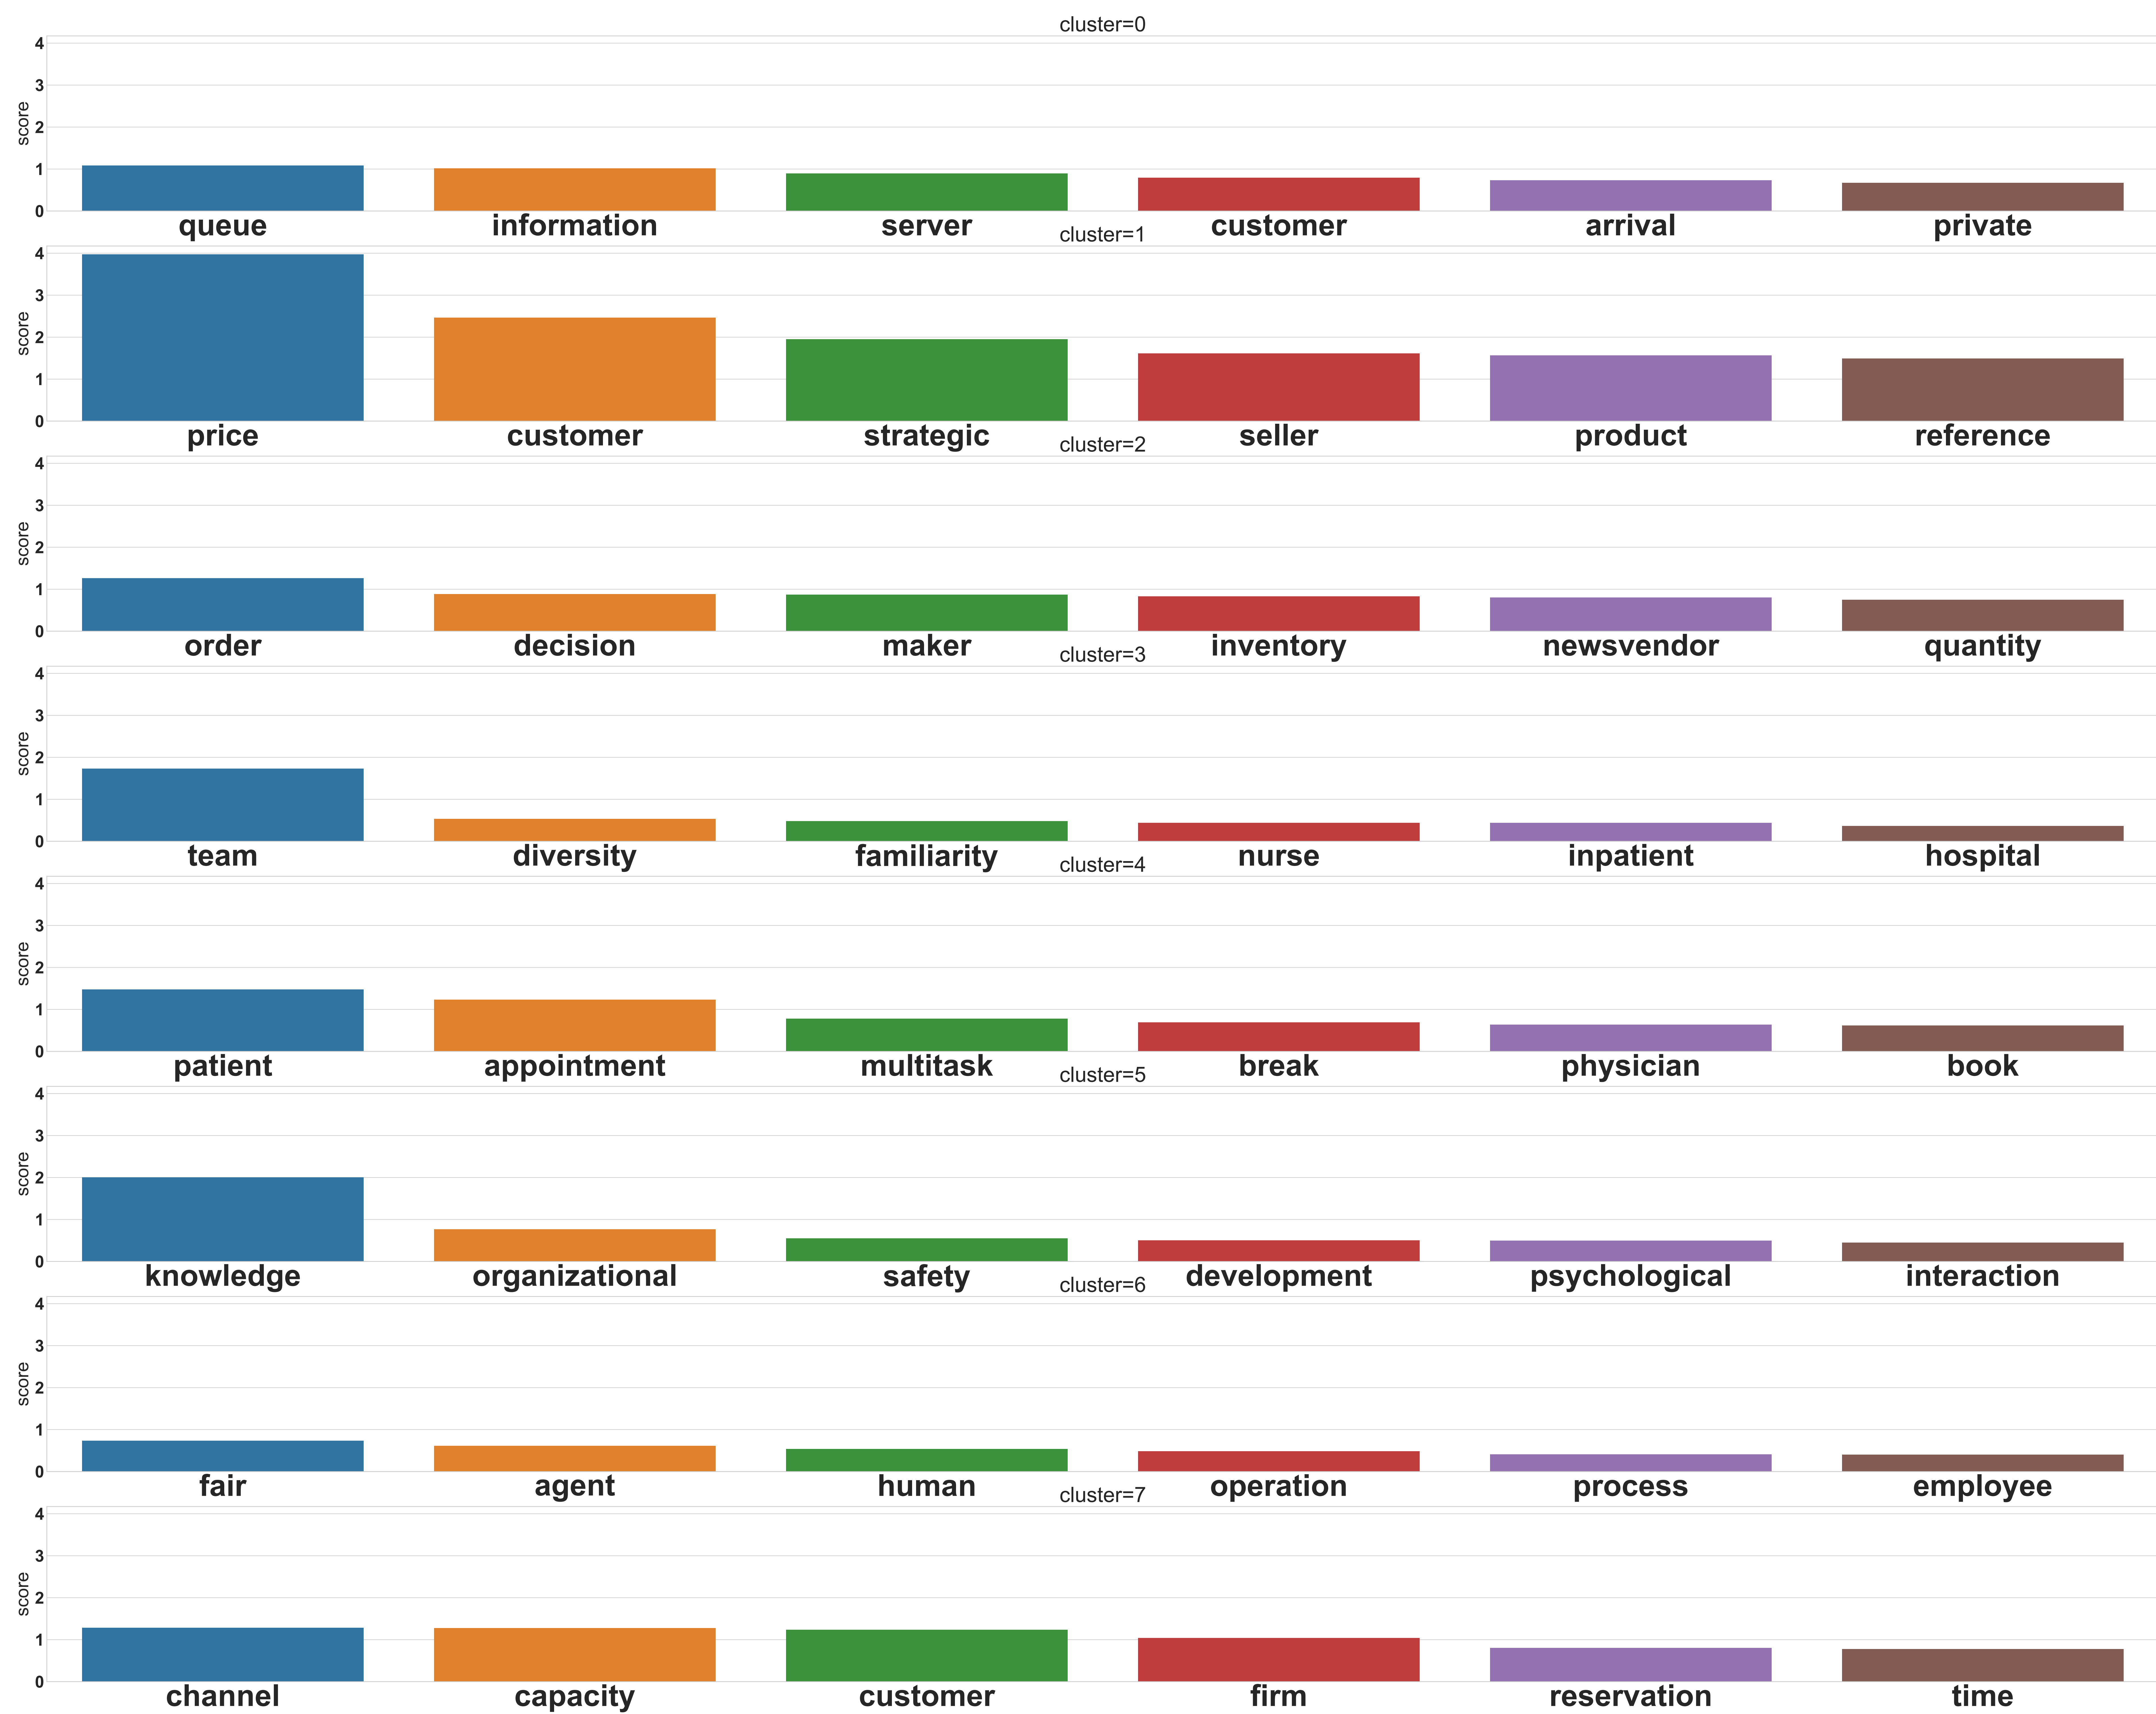 cluster=0
4
3
2
1
0
score
queue information server customer arrival private
cluster=1
4
3
2
1
0
score
price customer strategic seller product reference
cluster=2
4
3
2
1
0
score
order decision maker inventory newsvendor quantity
cluster=3
4
3
2
1
0
score
team diversity familiarity nurse inpatient hospital
cluster=4
4
3
2
1
0
score
patient appointment multitask break physician book
cluster=5
4
3
2
1
0
score
knowledge organizational safety development psychological interaction
cluster=6
4
3
2
1
0
score
fair agent human operation process employee
cluster=7
4
3
2
1
0
score
channel capacity customer firm reservation time